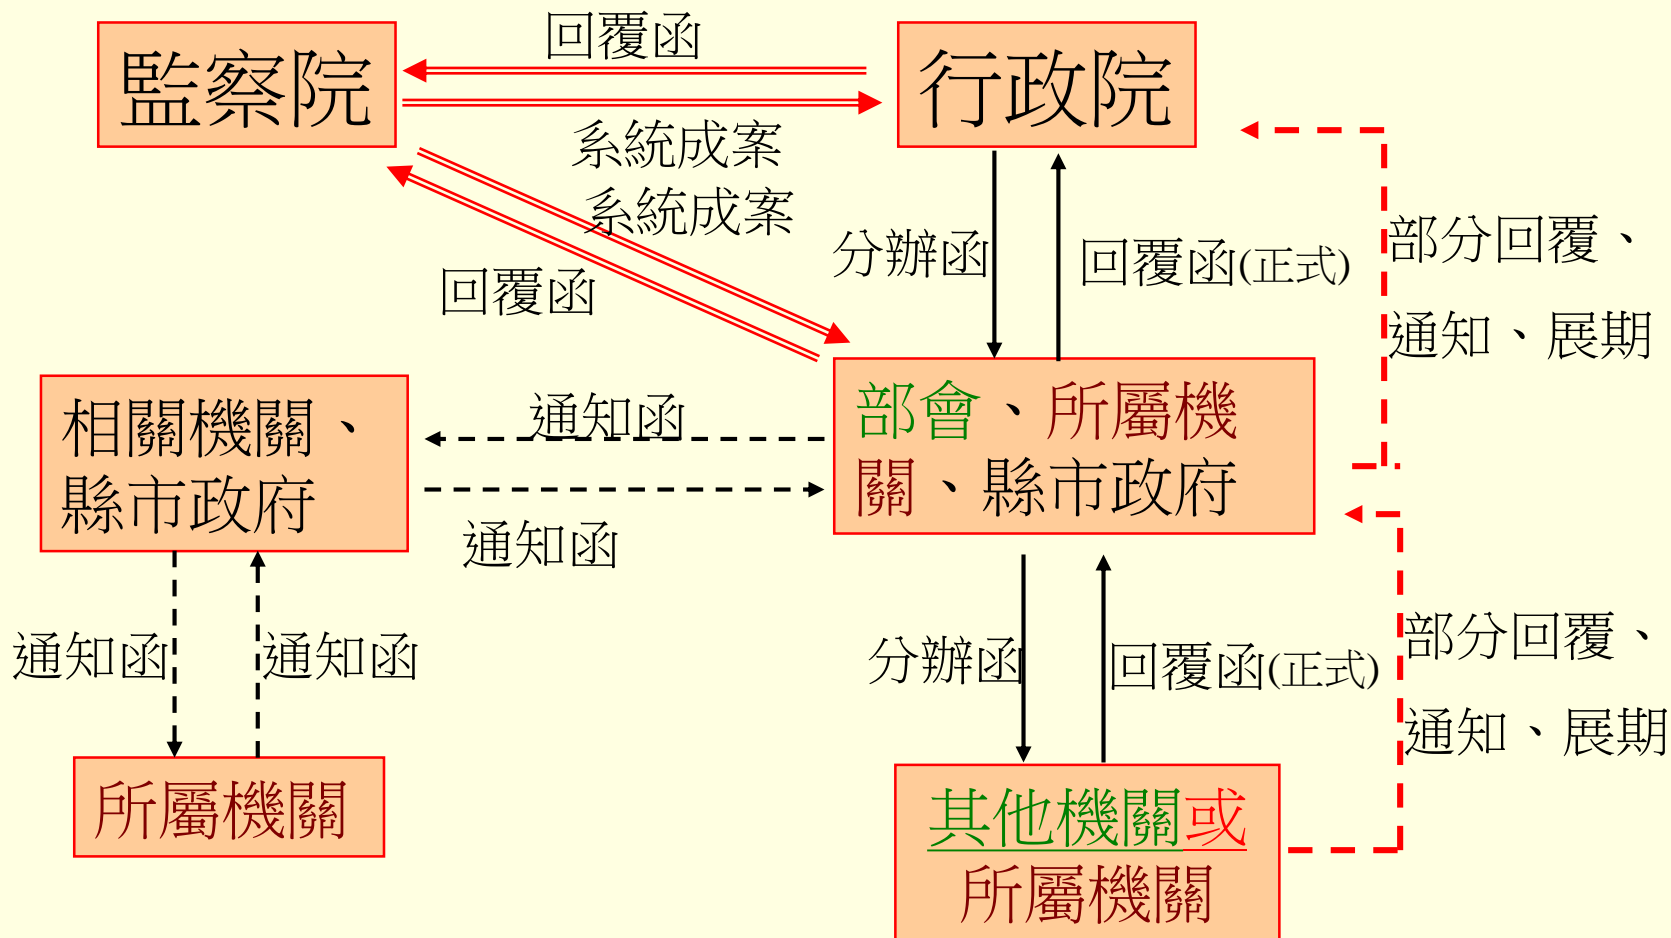 回覆函
監察院
行政院
系統成案
系統成案
部分回覆、
分辦函
回覆函(正式)
回覆函
通知、展期
部會、所屬機
關、縣市政府
相關機關、
縣市政府
通知函
通知函
部分回覆、
通知函
通知函
分辦函
回覆函(正式)
通知、展期
所屬機關
其他機關或
所屬機關